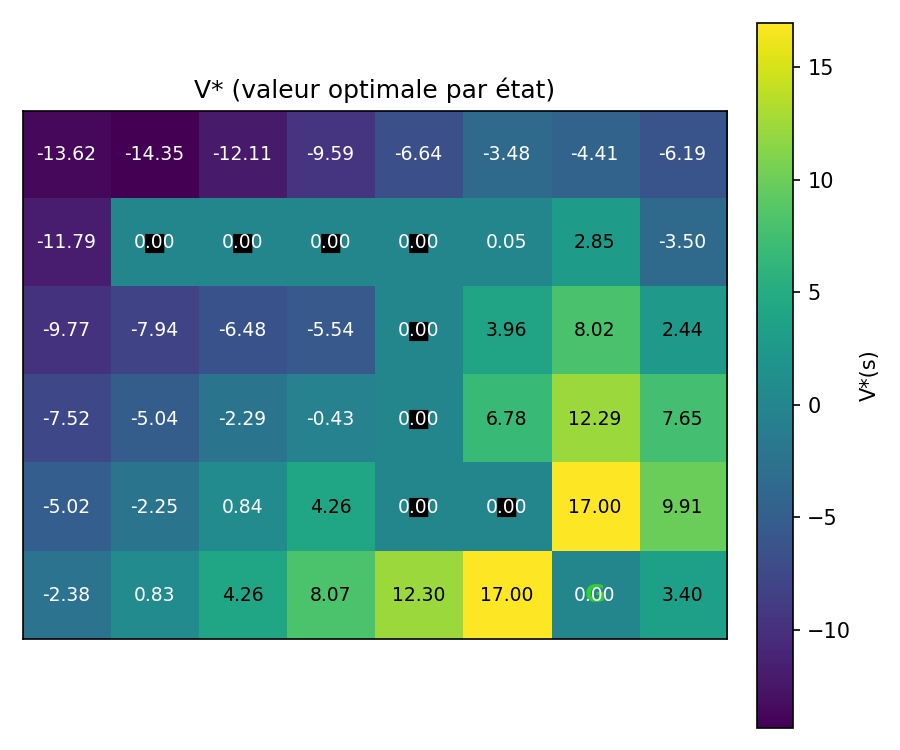 V* (valeur optimale par état)
-13.62 -14.35 -12.11 -9.59 -6.64 -3.48 -4.41 -6.19
-11.79 0.00 0.00 0.00 0.00 0.05 2.85 -3.50
-9.77 -7.94 -6.48 -5.54 0.00 3.96 8.02 2.44
-7.52 -5.04 -2.29 -0.43 0.00 6.78 12.29 7.65
-5.02 -2.25 0.84 4.26 0.00 0.00 17.00 9.91
-2.38 0.83 4.26 8.07 12.30 17.00 0.00 3.40
G
15
10
5
0
−5
−10
V*(s)